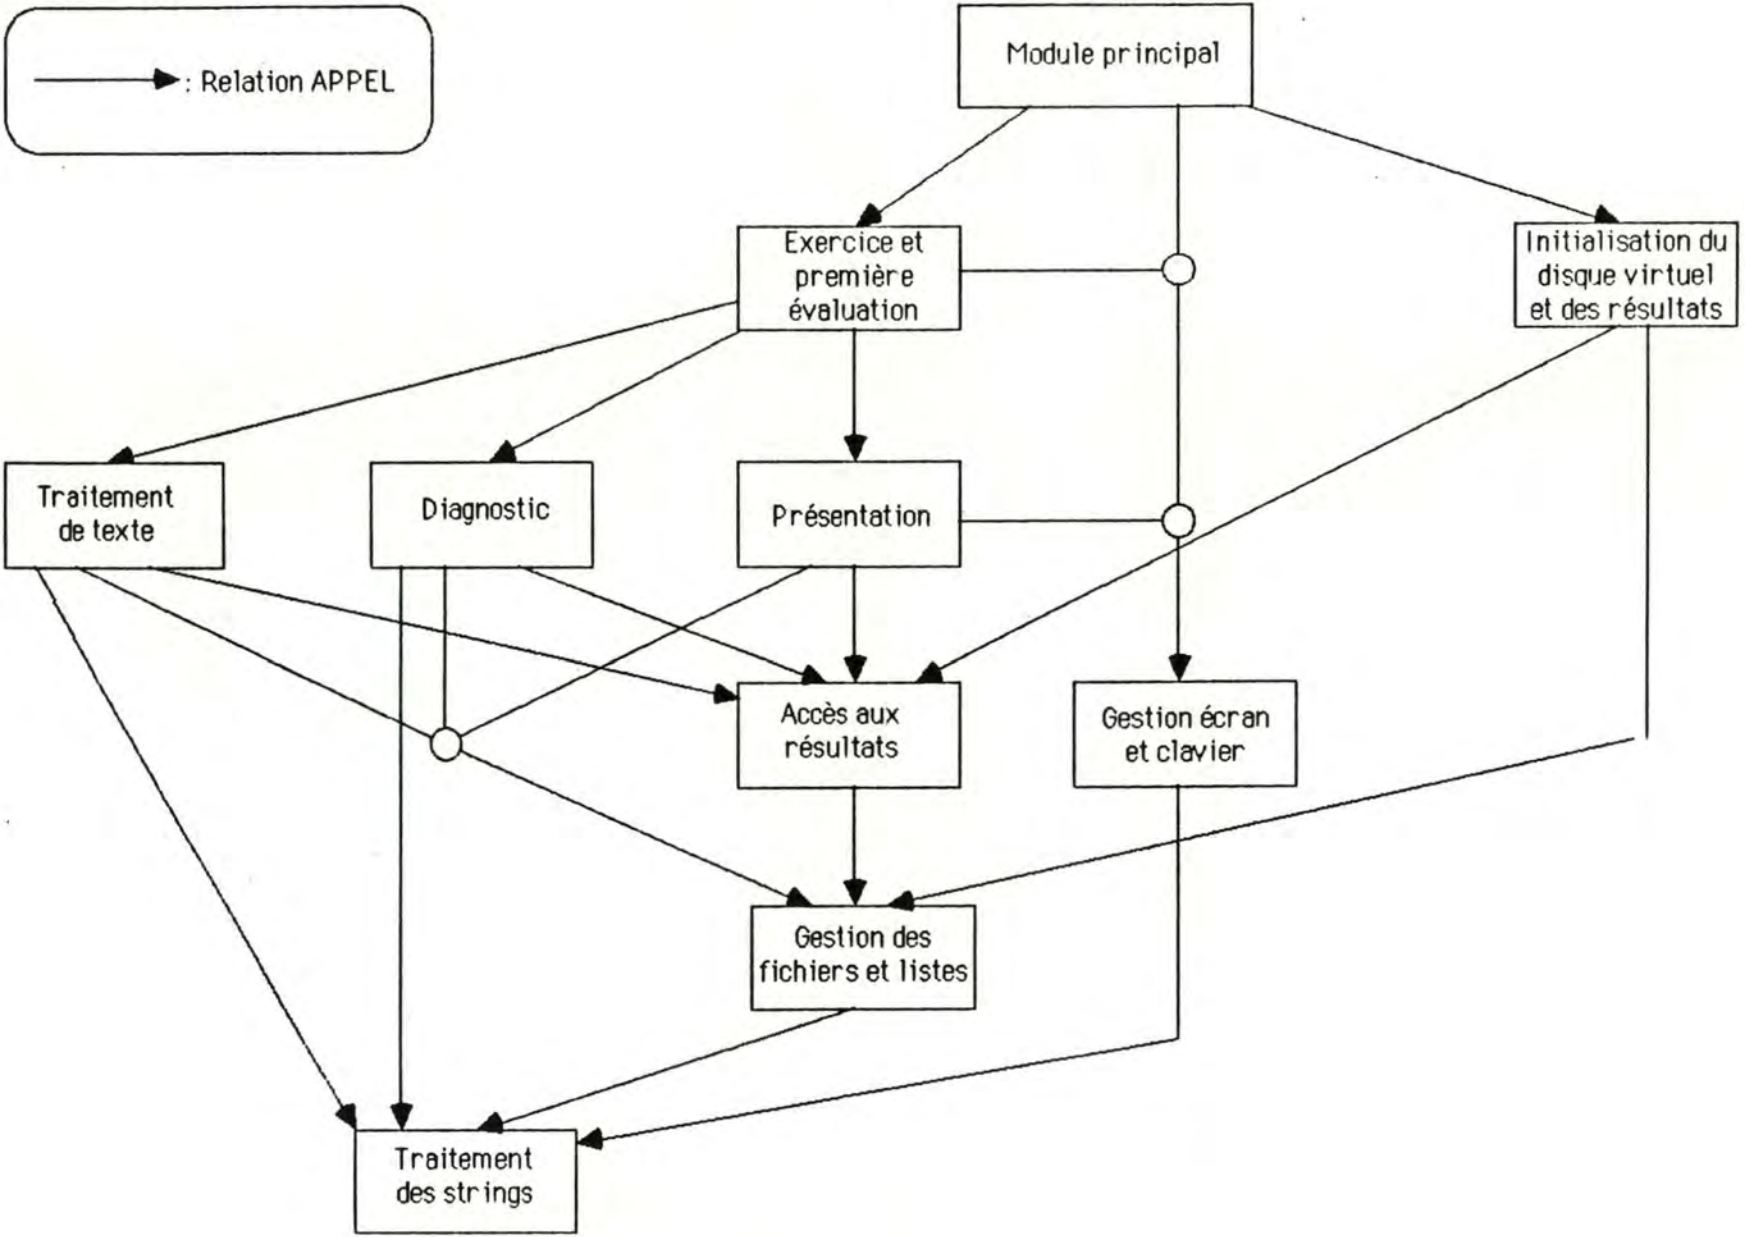 : Relation APPEL
Module principal
Exercice et
première
évaluation
Initialisation du
disque virtuel
et des résultats
Traitement
de texte
Diagnostic
Présentation
Accès aux
résultats
Gestion écran
et clavier
Gestion des
fichiers et listes
Traitement
des strings